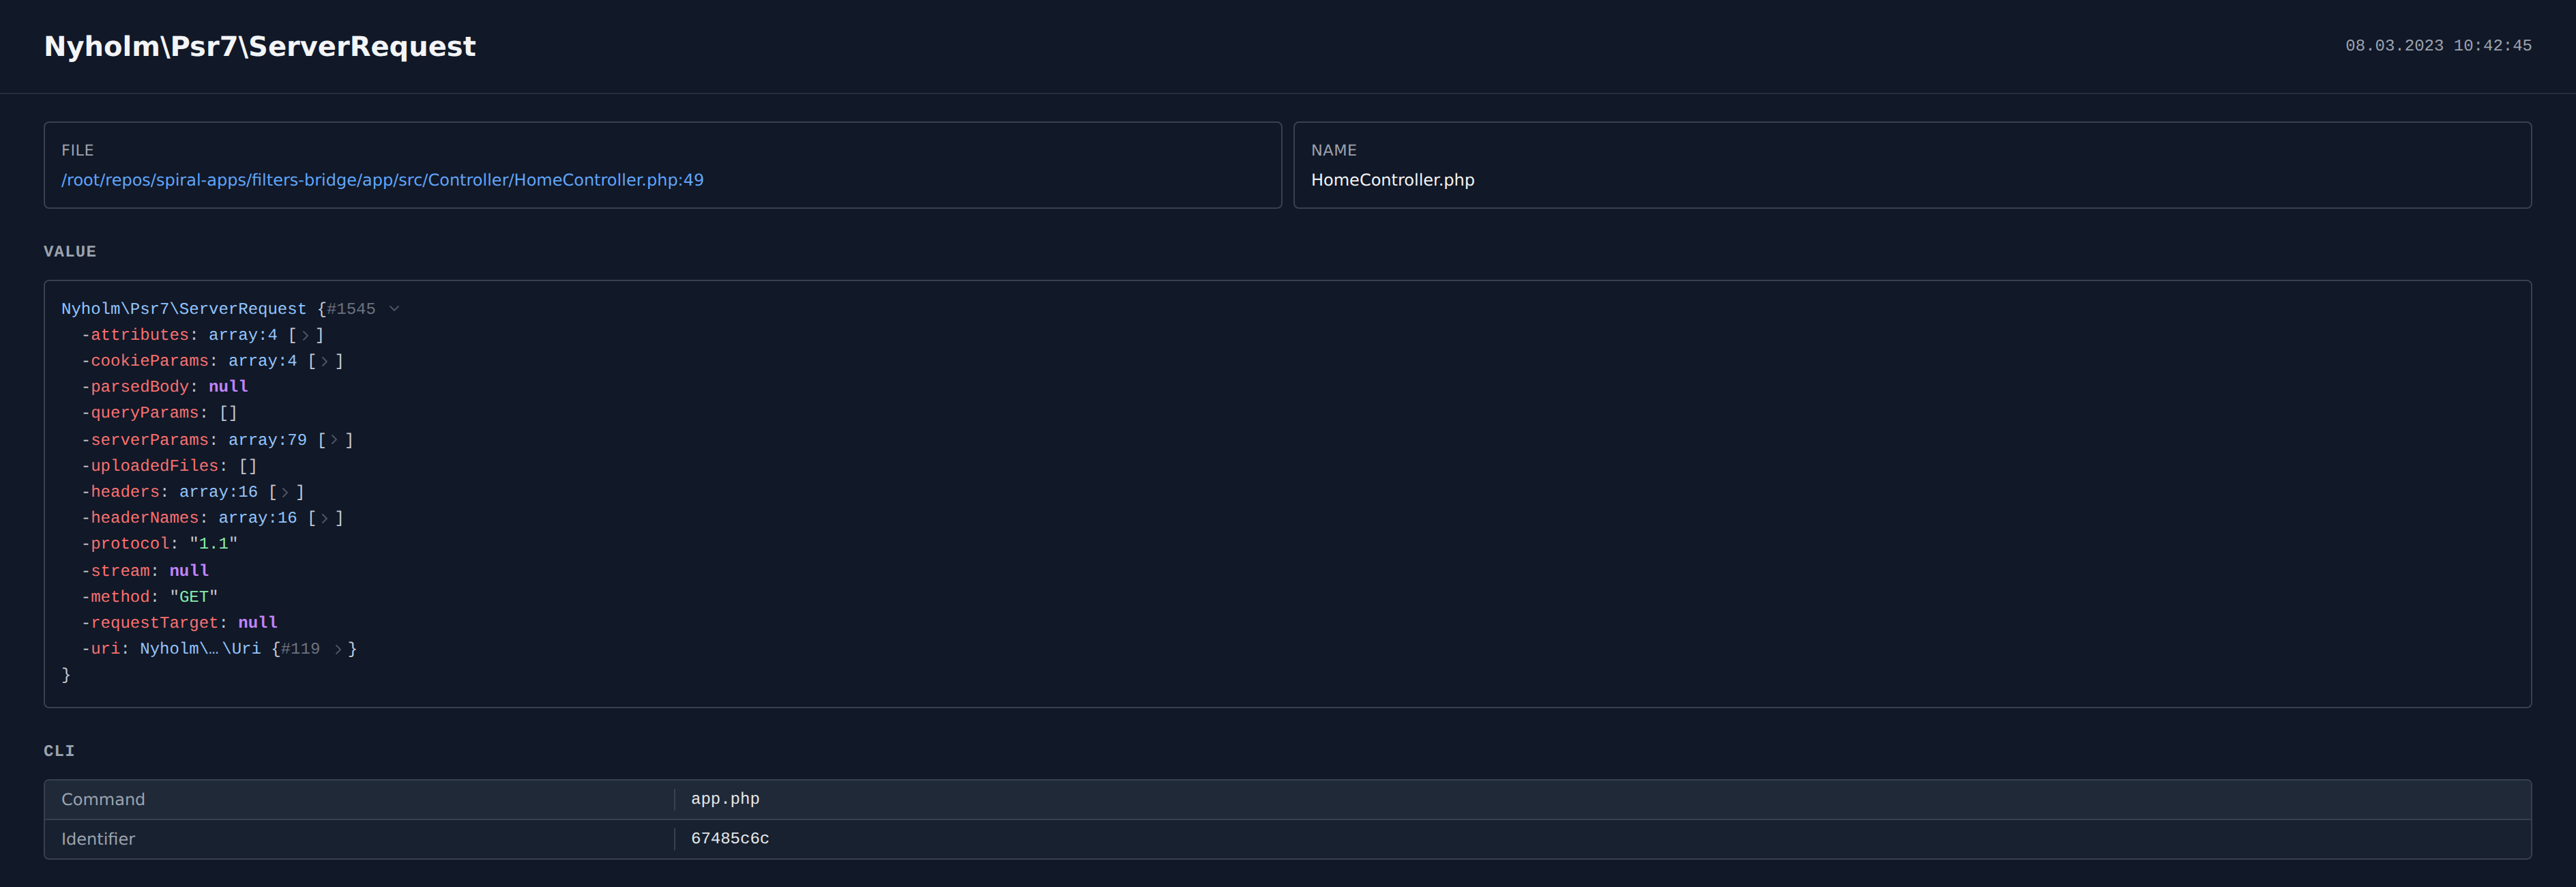 Nyholm\Psr7\ServerRequest
08.03.2023 10:42:45
FILE
/root/repos/spiral-apps/filters-bridge/app/src/Controller/HomeController.php:49
NAME
HomeController.php
VALUE
Nyholm\Psr7\ServerRequest {#1545
-attributes: array:4 [ ]
-cookieParams: array:4 [ ]
-parsedBody: null
-queryParams: []
-serverParams: array:79 [ ]
-uploadedFiles: []
-headers: array:16 [ ]
-headerNames: array:16 [ ]
-protocol: "1.1"
-stream: null
-method: "GET"
-requestTarget: null
-uri: Nyholm\…\Uri {#119 }
}
CLI
Command app.php
Identifier 67485c6c